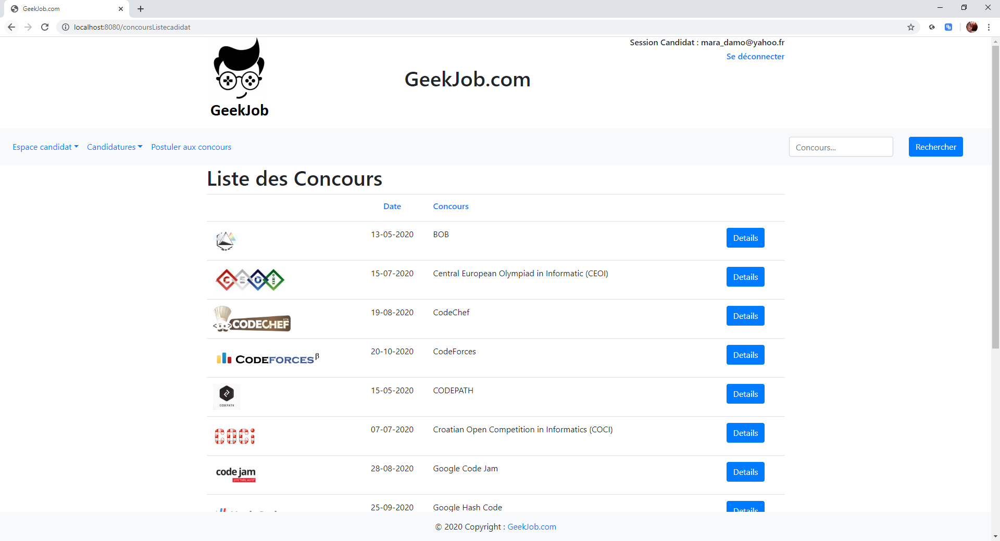 GeekJob.com
localhost:8080/concoursListecadidat
Session Candidat : mara_damo@yahoo.fr
Se déconnecter
GeekJob.com
GeekJob
Espace candidat
Candidatures
Postuler aux concours
Concours...
Rechercher
Liste des Concours
Date Concours
13-05-2020 BOB Details
CEOI 15-07-2020 Central European Olympiad in Informatic (CEOI) Details
CODECHEF BETA 19-08-2020 CodeChef Details
CODEFORCES β 20-10-2020 CodeForces Details
CODEPATH 15-05-2020 CODEPATH Details
COCi 07-07-2020 Croatian Open Competition in Informatics (COCI) Details
code jam 28-08-2020 Google Code Jam Details
25-09-2020 Google Hash Code Details
© 2020 Copyright : GeekJob.com